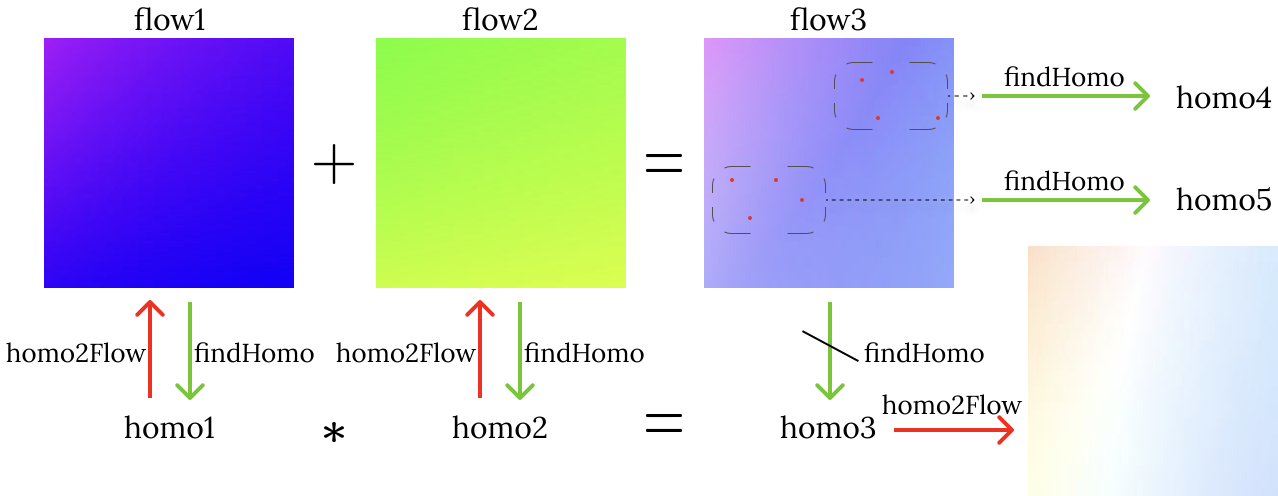 flow1 flow2 flow3
+ =
findHomo homo4
findHomo homo5
homo2Flow findHomo homo2Flow findHomo findHomo
homo2Flow
homo1 * homo2 = homo3